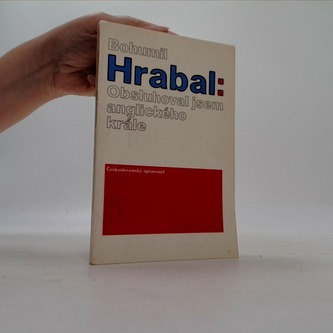 Bohumil
Hrabal:
Obsluhoval jsem
anglického
krále
Československý spisovatel